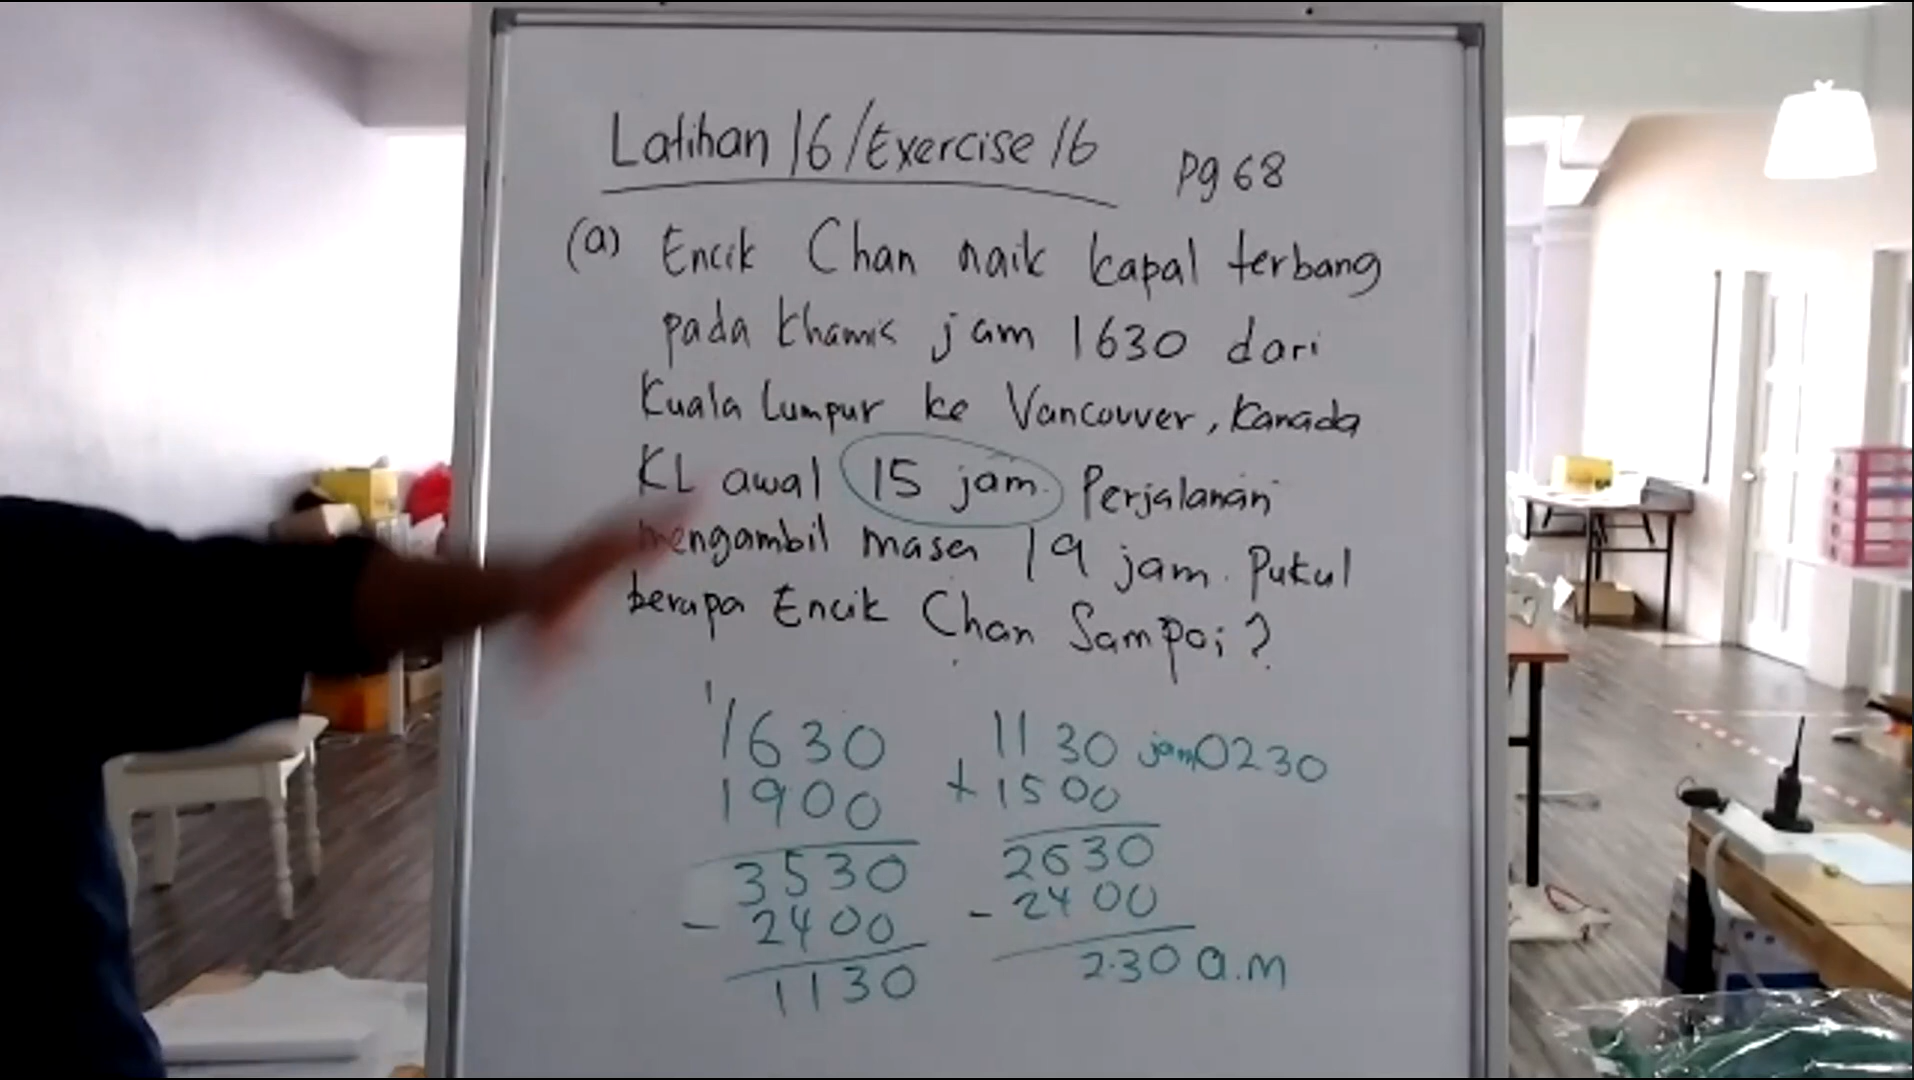 Latihan 16/Exercise 16 pg 68
(a) Encik Chan naik kapal terbang
pada khamis jam 1630 dari
Kuala Lumpur ke Vancouver, Kanada
KL awal 15 jam. Perjalanan
mengambil masa 19 jam. Pukul
berapa Encik Chan Sampai?
1
1630
1900
3530
- 2400
1130
1130 jam 0230
+ 1500
2630
- 2400
2.30 a.m